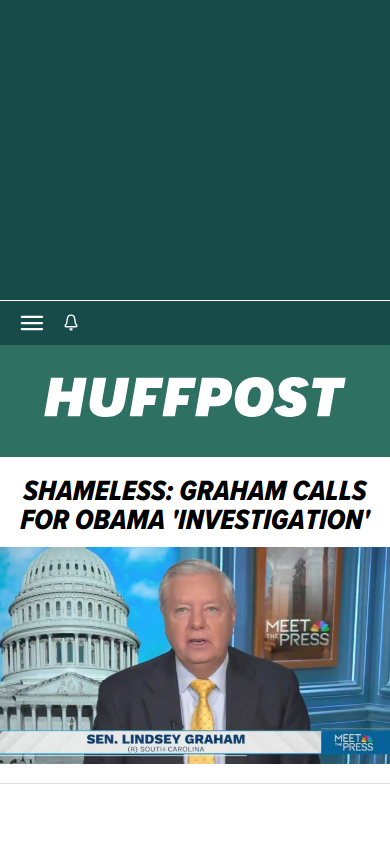 HUFFPOST
SHAMELESS: GRAHAM CALLS
FOR OBAMA 'INVESTIGATION'
MEET
THE PRESS
SEN. LINDSEY GRAHAM
(R) SOUTH CAROLINA
MEET
THE PRESS